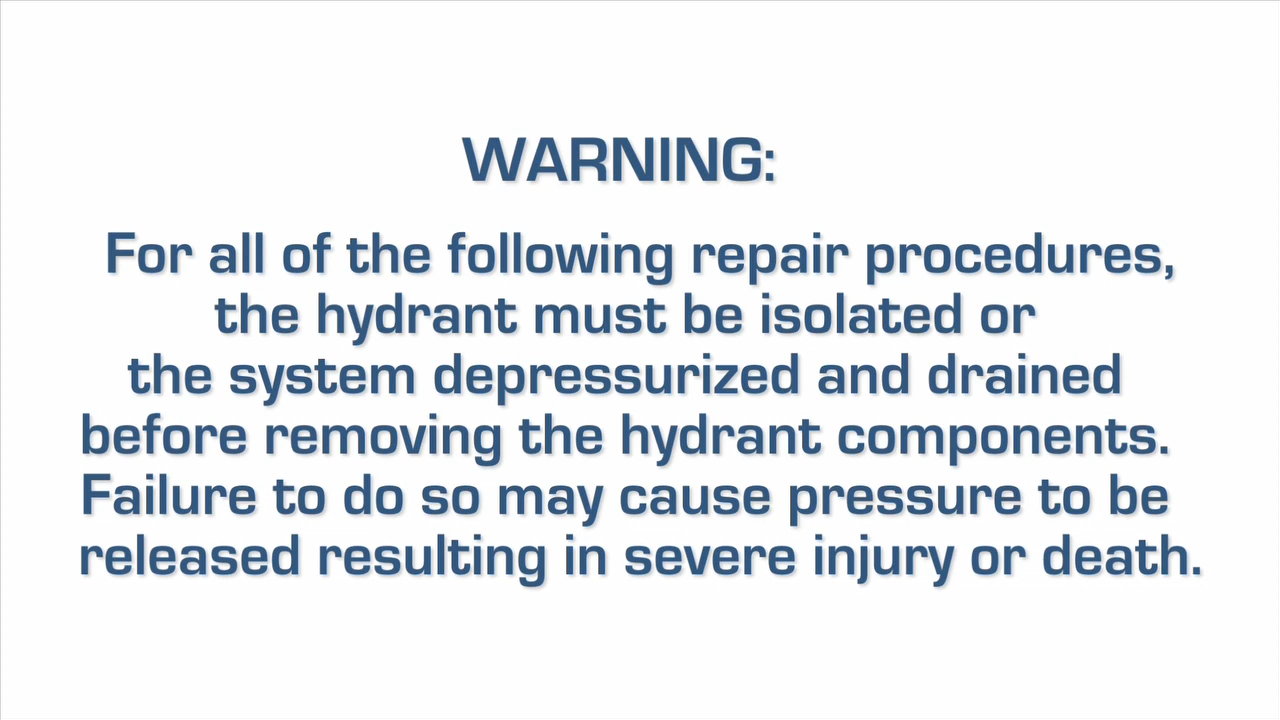 WARNING:
For all of the following repair procedures,
the hydrant must be isolated or
the system depressurized and drained
before removing the hydrant components.
Failure to do so may cause pressure to be
released resulting in severe injury or death.